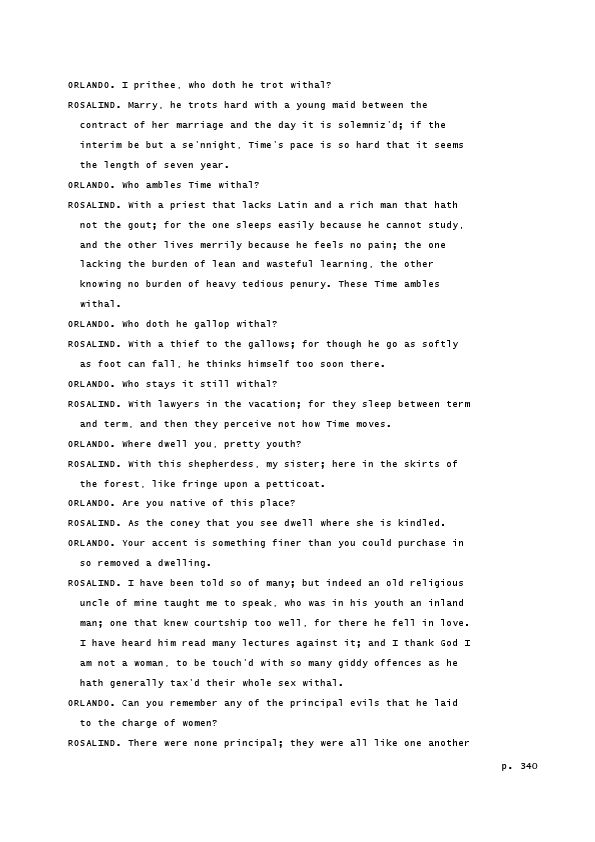 ORLANDO. I prithee, who doth he trot withal?
ROSALIND. Marry, he trots hard with a young maid between the
contract of her marriage and the day it is solemniz'd; if the
interim be but a se'nnight, Time's pace is so hard that it seems
the length of seven year.
ORLANDO. Who ambles Time withal?
ROSALIND. With a priest that lacks Latin and a rich man that hath
not the gout; for the one sleeps easily because he cannot study,
and the other lives merrily because he feels no pain; the one
lacking the burden of lean and wasteful learning, the other
knowing no burden of heavy tedious penury. These Time ambles
withal.
ORLANDO. Who doth he gallop withal?
ROSALIND. With a thief to the gallows; for though he go as softly
as foot can fall, he thinks himself too soon there.
ORLANDO. Who stays it still withal?
ROSALIND. With lawyers in the vacation; for they sleep between term
and term, and then they perceive not how Time moves.
ORLANDO. Where dwell you, pretty youth?
ROSALIND. With this shepherdess, my sister; here in the skirts of
the forest, like fringe upon a petticoat.
ORLANDO. Are you native of this place?
ROSALIND. As the coney that you see dwell where she is kindled.
ORLANDO. Your accent is something finer than you could purchase in
so removed a dwelling.
ROSALIND. I have been told so of many; but indeed an old religious
uncle of mine taught me to speak, who was in his youth an inland
man; one that knew courtship too well, for there he fell in love.
I have heard him read many lectures against it; and I thank God I
am not a woman, to be touch'd with so many giddy offences as he
hath generally tax'd their whole sex withal.
ORLANDO. Can you remember any of the principal evils that he laid
to the charge of women?
ROSALIND. There were none principal; they were all like one another
p. 340